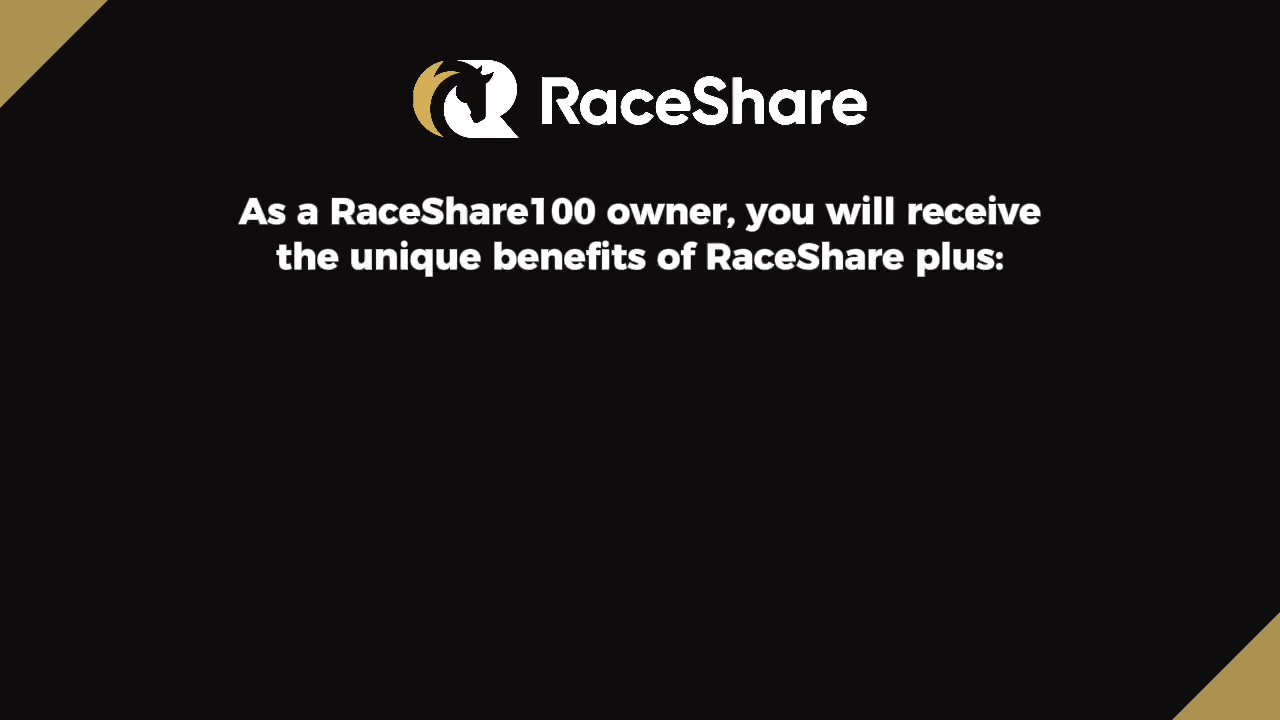 RaceShare
As a RaceShare100 owner, you will receive
the unique benefits of RaceShare plus: